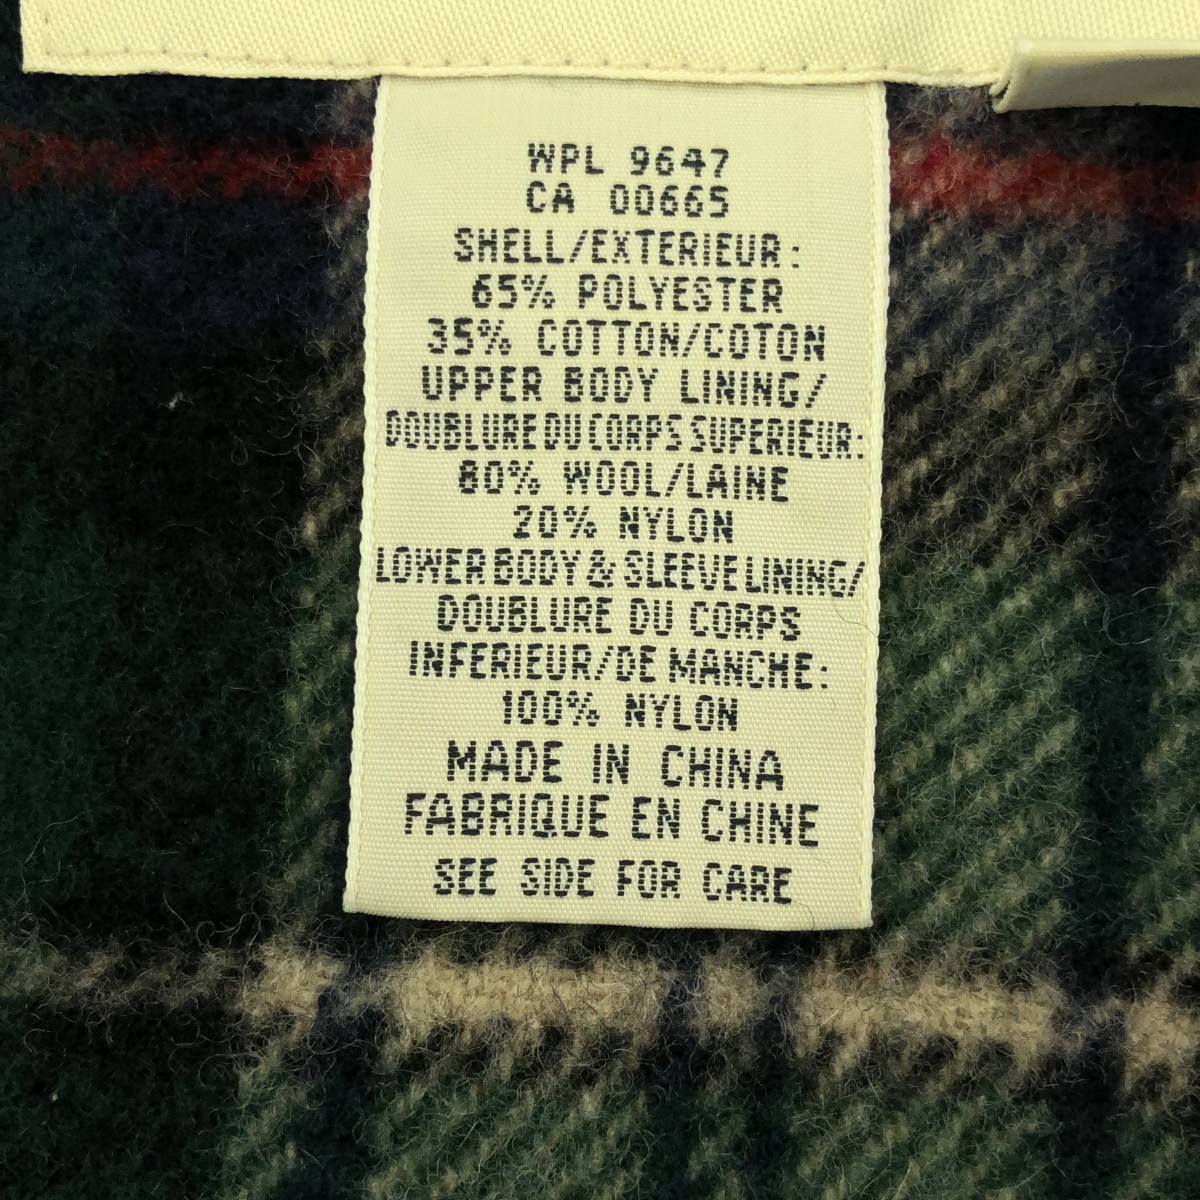 WPL 9647
CA 00665
SHELL/EXTERIEUR:
65% POLYESTER
35% COTTON/COTON
UPPER BODY LINING/
DOUBLURE DU CORPS SUPERIEUR:
80% WOOL/LAINE
20% NYLON
LOWER BODY & SLEEVE LINING/
DOUBLURE DU CORPS
INFERIEUR/DE MANCHE:
100% NYLON
MADE IN CHINA
FABRIQUE EN CHINE
SEE SIDE FOR CARE